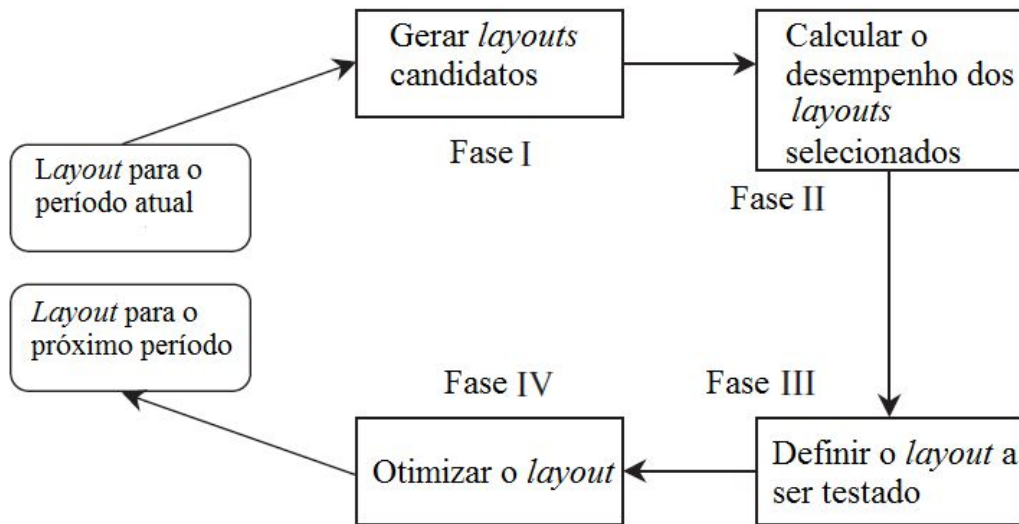 Layout para o
período atual
Gerar layouts
candidatos
Fase I
Calcular o
desempenho dos
layouts
selecionados
Fase II
Definir o layout a
ser testado
Fase III
Otimizar o layout
Fase IV
Layout para o
próximo período